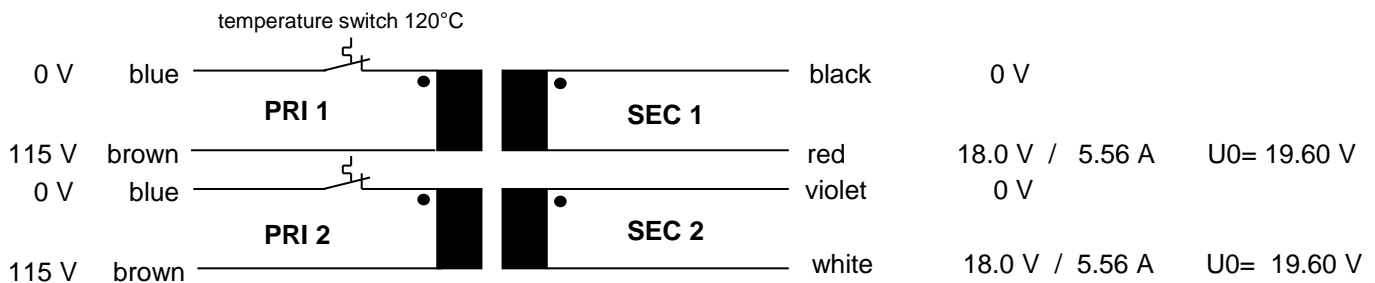 temperature switch 120°C
0 V blue black 0 V
PRI 1 SEC 1
115 V brown red 18.0 V / 5.56 A U0= 19.60 V
0 V blue violet 0 V
PRI 2 SEC 2
115 V brown white 18.0 V / 5.56 A U0= 19.60 V